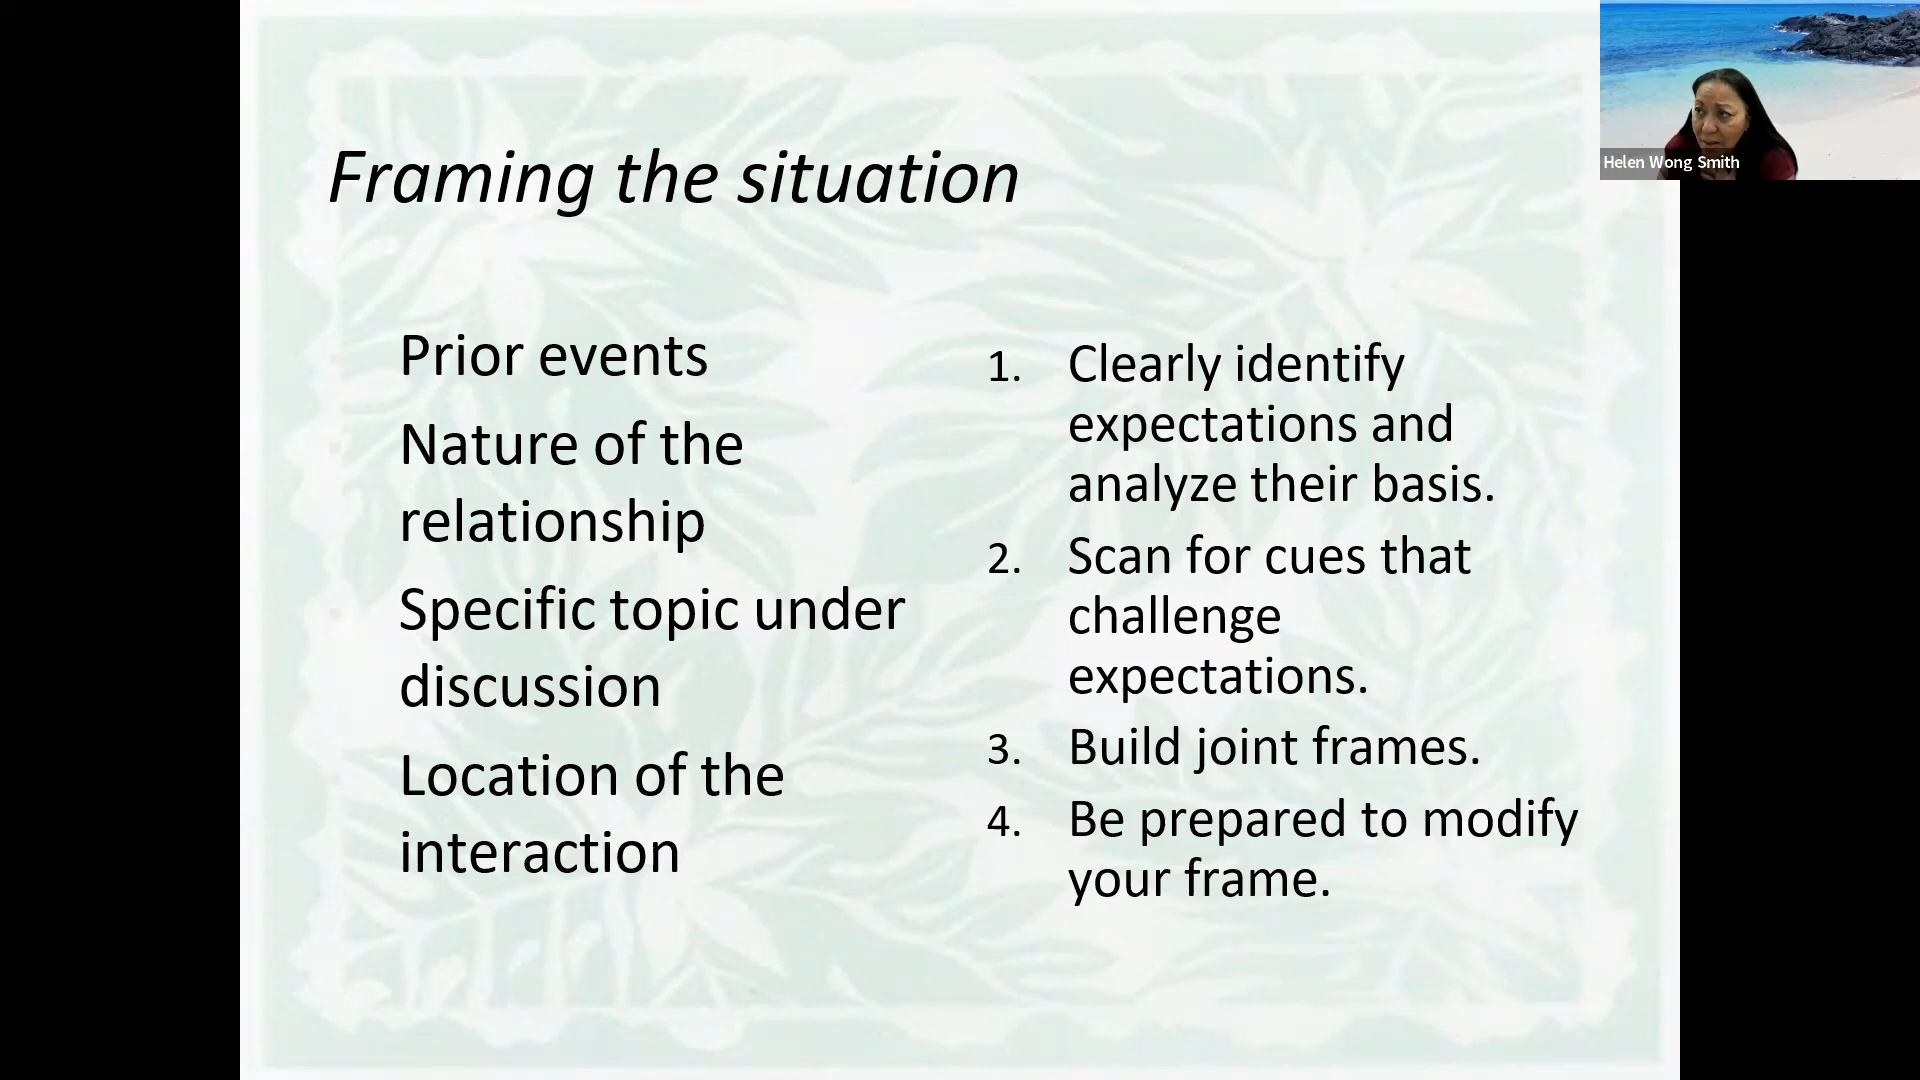 Framing the situation
Prior events
Nature of the
relationship
Specific topic under
discussion
Location of the
interaction
1. Clearly identify
expectations and
analyze their basis.
2. Scan for cues that
challenge
expectations.
3. Build joint frames.
4. Be prepared to modify
your frame.
Helen Wong Smith